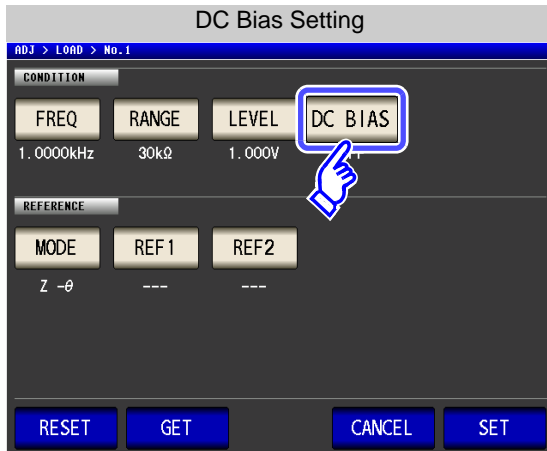 DC Bias Setting
ADJ > LOAD > No.1
CONDITION
FREQ RANGE LEVEL DC BIAS
1.0000kHz 30kΩ 1.000V
REFERENCE
MODE REF1 REF2
Z -θ --- ---
RESET GET CANCEL SET